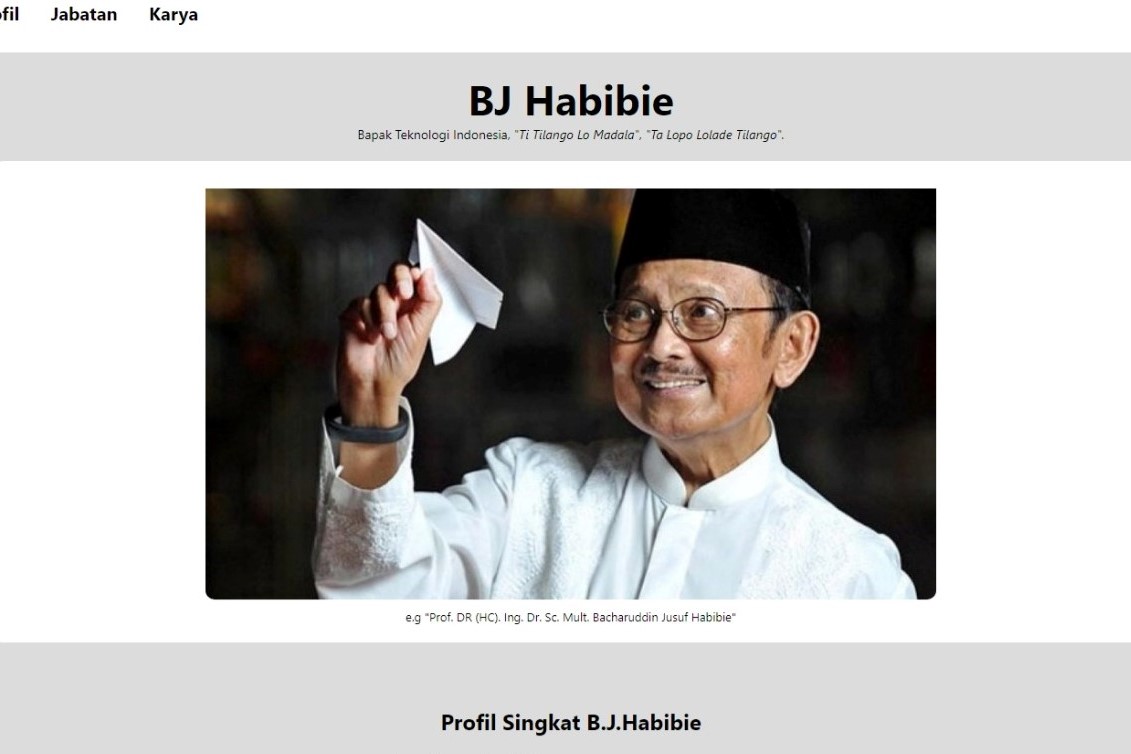 ofil Jabatan Karya
BJ Habibie
Bapak Teknologi Indonesia, "Ti Tilango Lo Madala", "Ta Lopo Lolade Tilango".
e.g "Prof. DR (HC). Ing. Dr. Sc. Mult. Bacharuddin Jusuf Habibie"
Profil Singkat B.J.Habibie